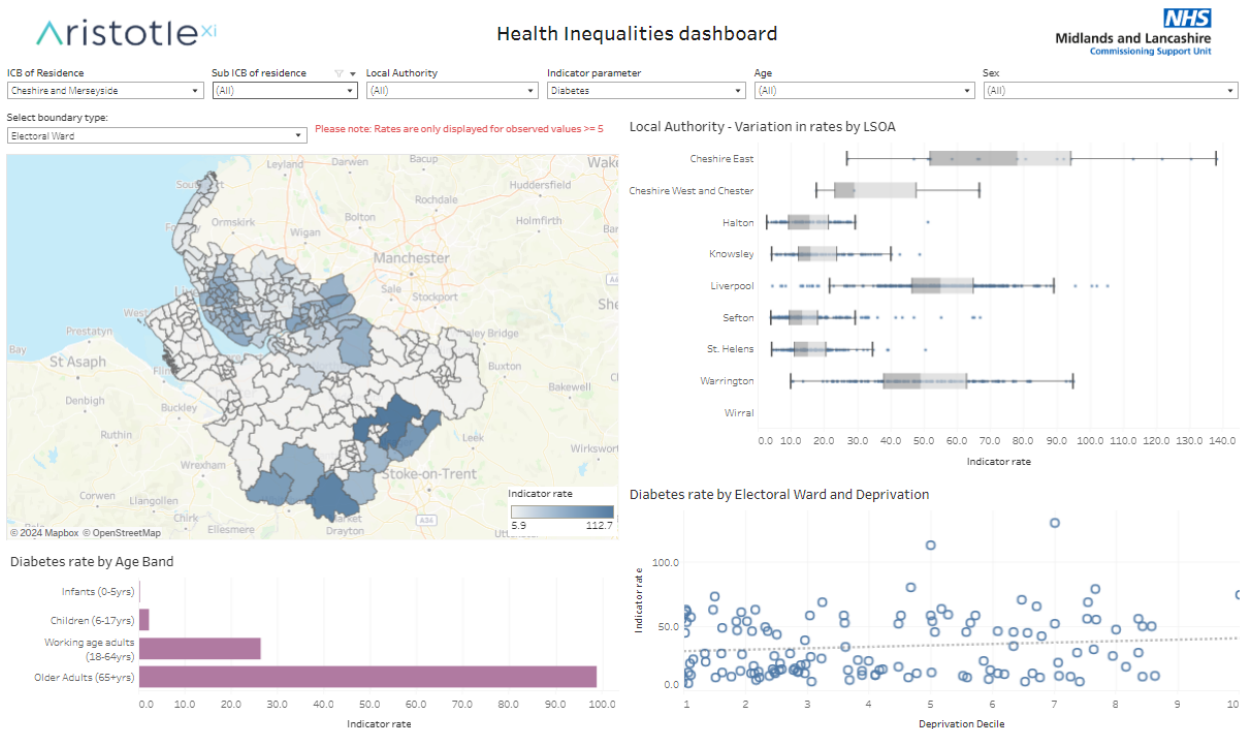 Aristotle xi
Health Inequalities dashboard
NHS
Midlands and Lancashire
Commissioning Support Unit
ICB of Residence
Sub ICB of residence
Local Authority
Indicator parameter
Age
Sex
Cheshire and Merseyside
(All)
(All)
Diabetes
(All)
(All)
Select boundary type:
Electoral Ward
Please note: Rates are only displayed for observed values >= 5
Leyland
Darwen
Bacup
Rochdale
Huddersfield
Ormskirk
Bolton
Holmfirth
Wigan
Manchester
Sale
Stockport
Prestatyn
Bay
St Asaph
Buxton
Bakewell
Denbigh
Buckley
Ruthin
Leek
Wirkswor
Wrexham
Stoke-on-Trent
Corwen
Llangollen
Chirk
Ellesmere
Market
Drayton
Indicator rate
5.9
112.7
© 2024 Mapbox © OpenStreetMap
Local Authority - Variation in rates by LSOA
Cheshire East
Cheshire West and Chester
Halton
Knowsley
Liverpool
Sefton
St. Helens
Warrington
Wirral
0.0 10.0 20.0 30.0 40.0 50.0 60.0 70.0 80.0 90.0 100.0 110.0 120.0 130.0 140.0
Indicator rate
Diabetes rate by Age Band
Infants (0-5yrs)
Children (6-17yrs)
Working age adults
(18-64yrs)
Older Adults (65+yrs)
0.0 10.0 20.0 30.0 40.0 50.0 60.0 70.0 80.0 90.0 100.0
Indicator rate
Diabetes rate by Electoral Ward and Deprivation
Indicator rate
100.0
50.0
0.0
1 2 3 4 5 6 7 8 9 10
Deprivation Decile